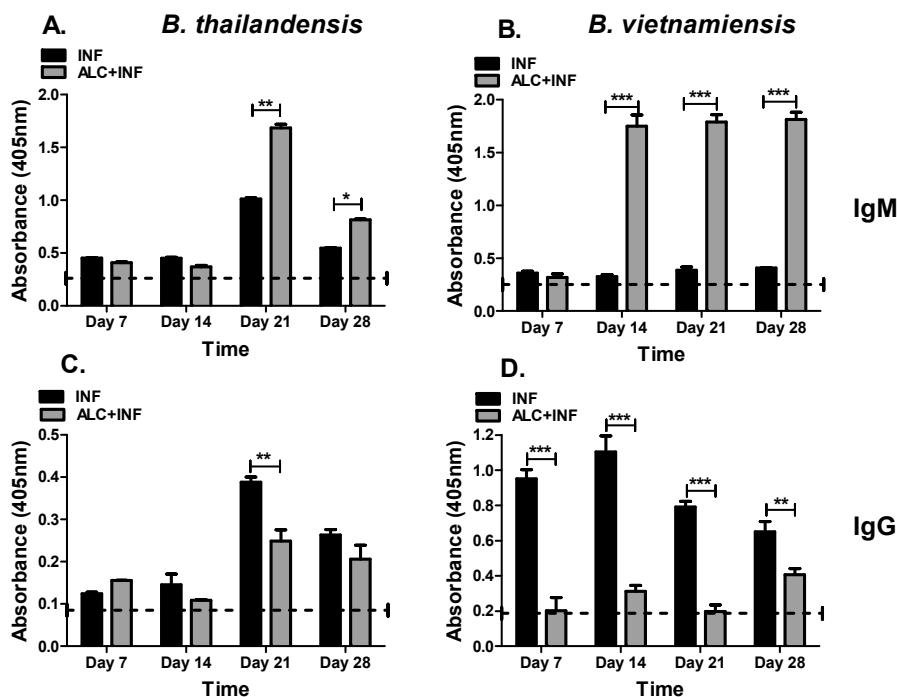 A. B. thailandensis
INF
ALC+INF
Absorbance (405nm)
2.0
1.5
1.0
0.5
0.0
**
*
Day 7 Day 14 Day 21 Day 28
Time
B. vietnamiensis
B.
INF
ALC+INF
Absorbance (405nm)
2.0
1.5
1.0
0.5
0.0
*** *** ***
Day 7 Day 14 Day 21 Day 28
Time
IgM
C.
INF
ALC+INF
Absorbance (405nm)
0.5
0.4
0.3
0.2
0.1
0.0
**
Day 7 Day 14 Day 21 Day 28
Time
D.
INF
ALC+INF
Absorbance (405nm)
1.2
1.0
0.8
0.6
0.4
0.2
0.0
*** *** *** **
Day 7 Day 14 Day 21 Day 28
Time
IgG